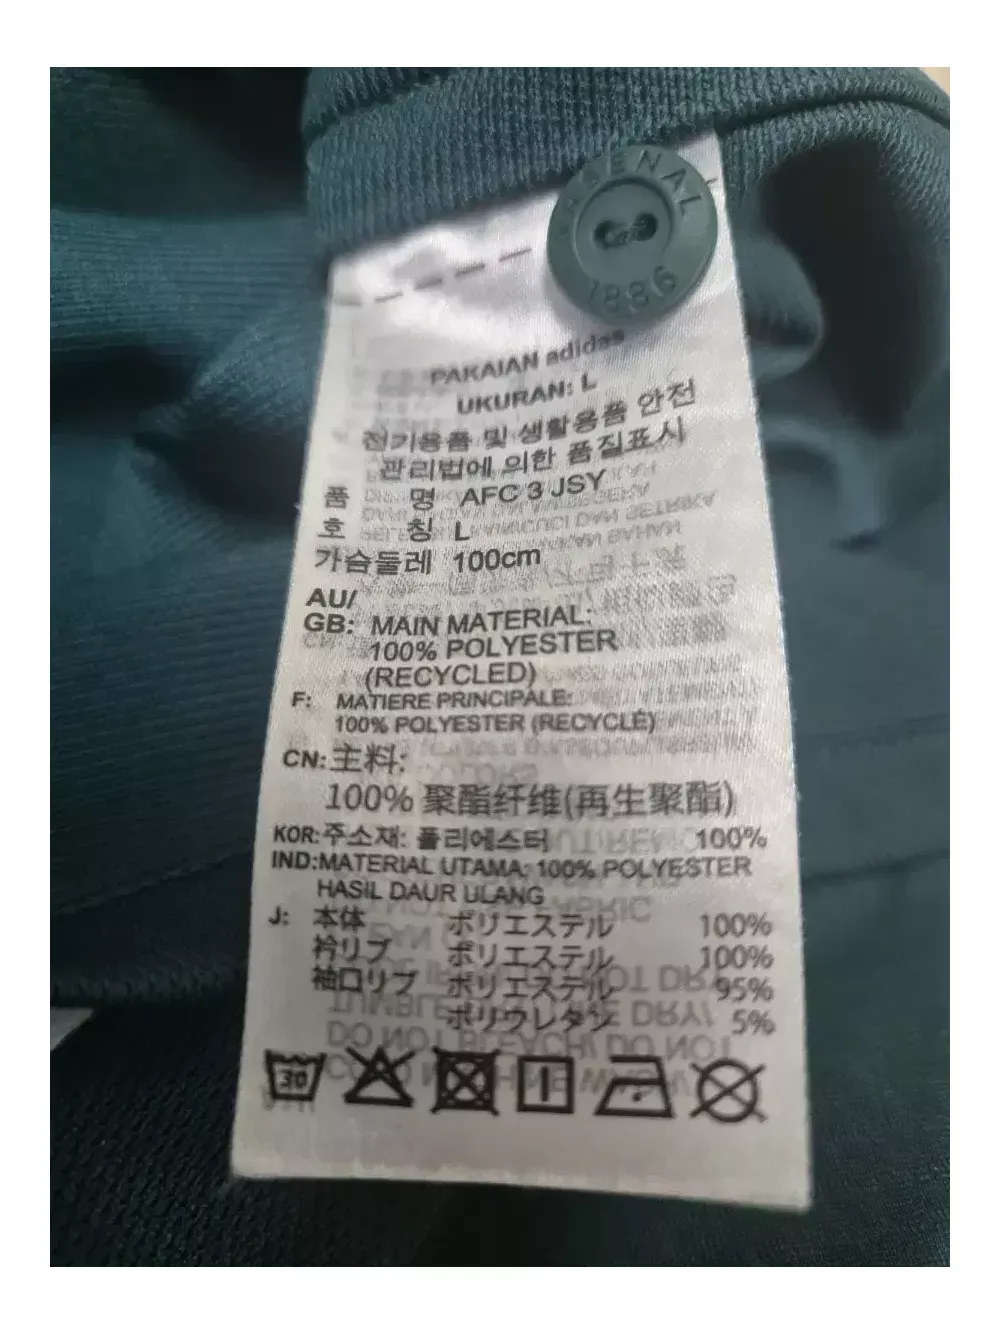 ARSENAL
1886
PAKAIAN adidas
UKURAN: L
전기용품 및 생활용품 안전
관리법에 의한 품질표시
품 명 AFC 3 JSY
호 칭 L
가슴둘레 100cm
AU/
GB: MAIN MATERIAL:
100% POLYESTER
(RECYCLED)
F: MATIERE PRINCIPALE:
100% POLYESTER (RECYCLÉ)
CN: 主料:
100% 聚酯纤维(再生聚酯)
KOR: 주소재: 폴리에스터 100%
IND: MATERIAL UTAMA: 100% POLYESTER
HASIL DAUR ULANG
J: 本体 ポリエステル 100%
衿リブ ポリエステル 100%
袖口リブ ポリエステル 95%
ポリウレタン 5%
30